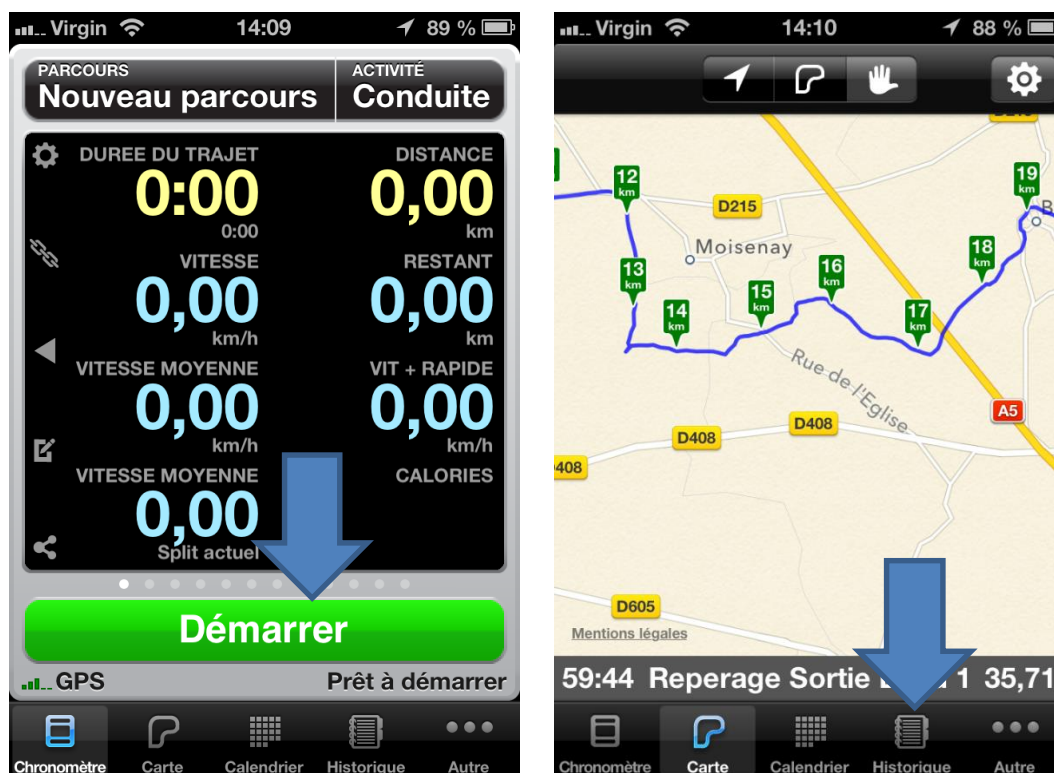 Virgin 14:09 89 %
PARCOURS ACTIVITÉ
Nouveau parcours Conduite
DUREE DU TRAJET DISTANCE
0:00 0,00
0:00 km
VITESSE RESTANT
0,00 0,00
km/h km
VITESSE MOYENNE VIT + RAPIDE
0,00 0,00
km/h km/h
VITESSE MOYENNE CALORIES
0,00
Split actuel
Démarrer
GPS Prêt à démarrer
Chronomètre Carte Calendrier Historique Autre
Virgin 14:10 88 %
12 km
19 km
D215
B
Moisenay
18 km
13 km
16 km
15 km
14 km
17 km
Rue de l'Eglise
A5
D408
D408
408
D605
Mentions légales
59:44 Reperage Sortie 1 35,71
Chronomètre Carte Calendrier Historique Autre